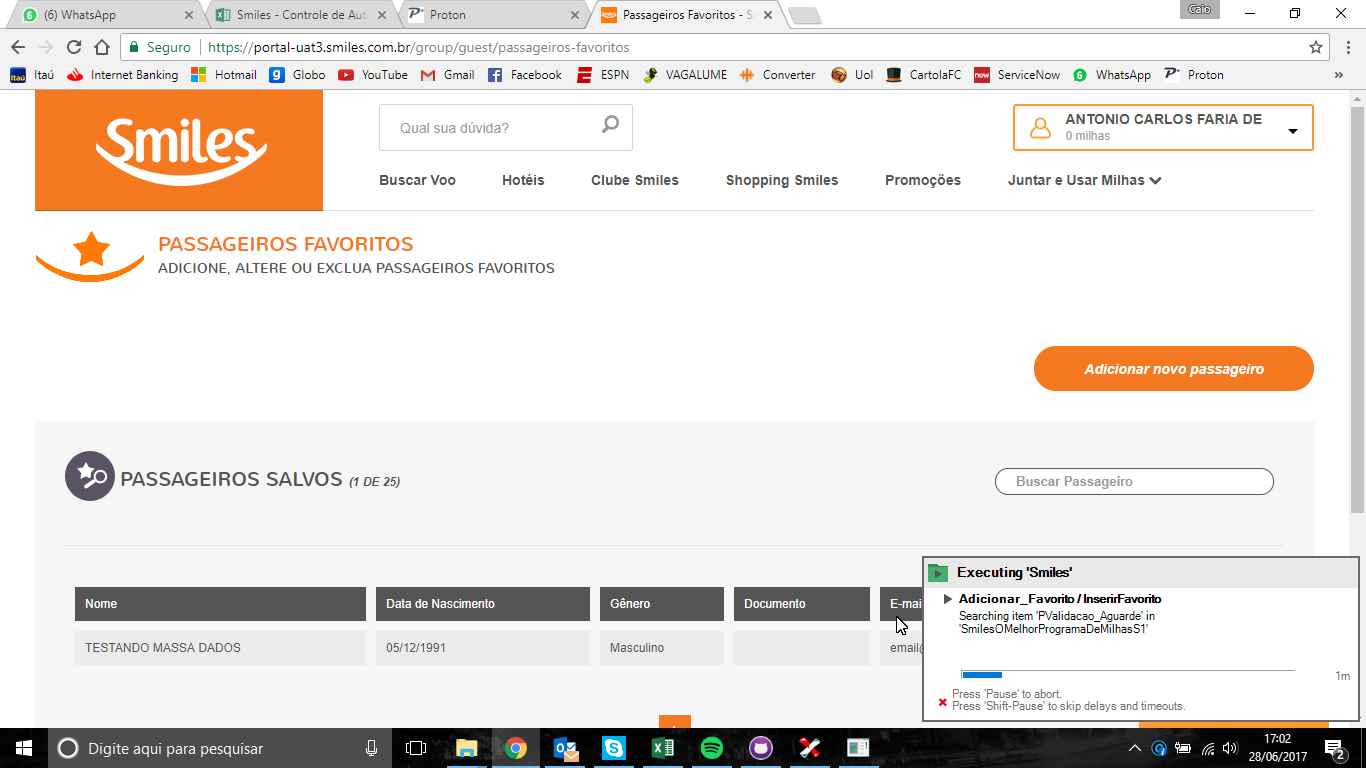 (6) WhatsApp
Smiles - Controle de Aut
Proton
Passageiros Favoritos - S
Caio
Seguro
https://portal-uat3.smiles.com.br/group/guest/passageiros-favoritos
Itaú Internet Banking Hotmail Globo YouTube Gmail Facebook ESPN VAGALUME Converter Uol CartolaFC ServiceNow WhatsApp Proton »
Smiles
Qual sua dúvida?
ANTONIO CARLOS FARIA DE
0 milhas
Buscar Voo Hotéis Clube Smiles Shopping Smiles Promoções Juntar e Usar Milhas
PASSAGEIROS FAVORITOS
ADICIONE, ALTERE OU EXCLUA PASSAGEIROS FAVORITOS
Adicionar novo passageiro
PASSAGEIROS SALVOS (1 DE 25)
Buscar Passageiro
Nome Data de Nascimento Gênero Documento E-mai
TESTANDO MASSA DADOS 05/12/1991 Masculino email@
Executing 'Smiles'
Adicionar_Favorito / InserirFavorito
Searching item 'PValidacao_Aguarde' in
'SmilesOMelhorProgramaDeMilhasS1'
1m
Press 'Pause' to abort.
Press 'Shift-Pause' to skip delays and timeouts.
Digite aqui para pesquisar
17:02
28/06/2017
2